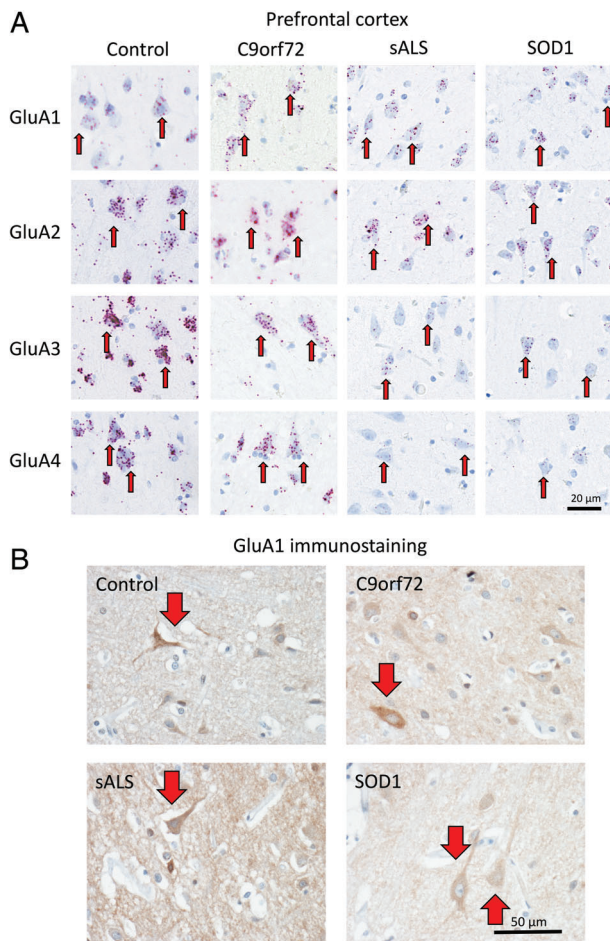 A
Prefrontal cortex
Control C9orf72 sALS SOD1
GluA1
GluA2
GluA3
GluA4
20 µm
GluA1 immunostaining
B
Control C9orf72
sALS SOD1
50 µm